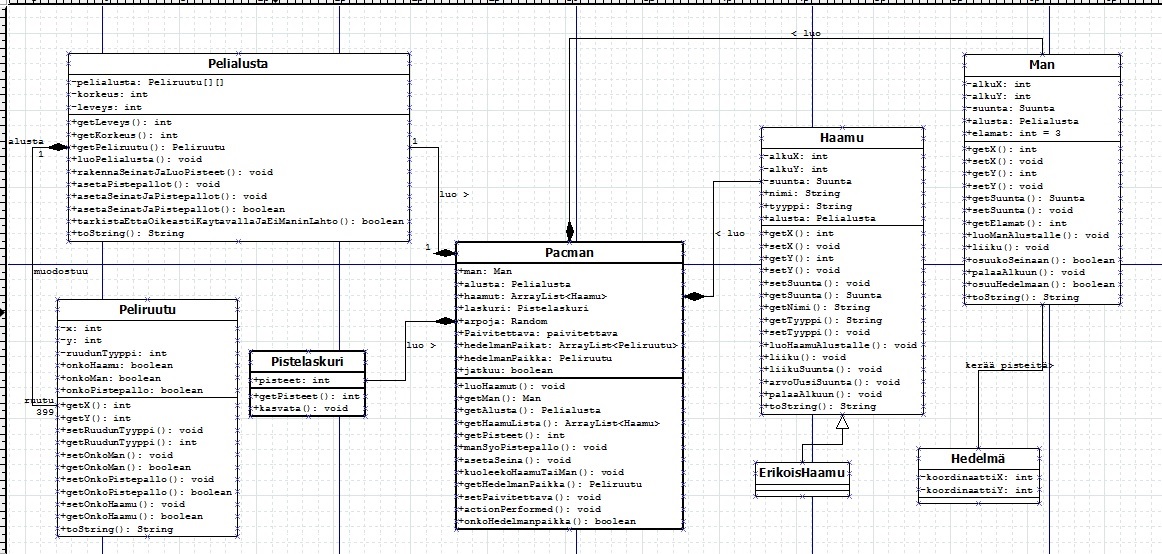 Pelialusta
-pelialusta: Peliruutu[][]
-korkeus: int
-leveys: int
+getLeveys(): int
+getKorkeus(): int
+getPeliruutu(): Peliruutu
+luoPelialusta(): void
+rakennaSeinatJaLuoPisteet(): void
+asetaPistepallot(): void
+asetaSeinatJaPistepallot(): void
+asetaSeinatJaPistepallot(): boolean
+tarkistaEttaOikeastiKaytavallaJaEiManinLahto(): boolean
+toString(): String
alusta
1
muodostuu
ruutu
399
Peliruutu
-x: int
-y: int
-ruudunTyyppi: int
-onkoHaamu: boolean
-onkoMan: boolean
+onkoPistepallo: boolean
+getX(): int
+getY(): int
+setRuudunTyyppi(): void
+getRuudunTyyppi(): int
+setOnkoMan(): void
+getOnkoMan(): boolean
+setOnkoPistepallo(): void
+getOnkoPistepallo(): boolean
+setOnkoHaamu(): void
+getOnkoHaamu(): boolean
+toString(): String
Pistelaskuri
+pisteet: int
+getPisteet(): int
+kasvata(): void
1
luo >
1
luo >
Pacman
+man: Man
+alusta: Pelialusta
+haamut: ArrayList<Haamu>
+laskuri: Pistelaskuri
+arpoja: Random
+Paivitettava: paivitettava
+hedelmanPaikat: ArrayList<Peliruutu>
+hedelmanPaikka: Peliruutu
+jatkuu: boolean
+luoHaamut(): void
+getMan(): Man
+getAlusta(): Pelialusta
+getHaamuLista(): ArrayList<Haamu>
+getPisteet(): int
+manSyoPistepallo(): void
+asetaSeina(): void
+kuoleekoHaamuTaiMan(): void
+getHedelmanPaikka(): Peliruutu
+setPaivitettava(): void
+actionPerformed(): void
+onkoHedelmanpaikka(): boolean
< luo
< luo
Haamu
-alkuX: int
-alkuY: int
-suunta: Suunta
+nimi: String
+tyyppi: String
+alusta: Pelialusta
+getX(): int
+setX(): void
+getY(): int
+setY(): void
+setSuunta(): void
+getSuunta(): Suunta
+getNimi(): String
+getTyyppi(): String
+setTyyppi(): void
+luoHaamuAlustalle(): void
+liiku(): void
+liikuSuunta(): void
+arvoUusiSuunta(): void
+palaaAlkuun(): void
+toString(): String
ErikoisHaamu
Man
-alkuX: int
-alkuY: int
-suunta: Suunta
+alusta: Pelialusta
+elamat: int = 3
+getX(): int
+setX(): void
+getY(): int
+setY(): void
+getSuunta(): Suunta
+setSuunta(): void
+getElamat(): int
+luoManAlustalle(): void
+liiku(): void
+osuukoSeinaan(): boolean
+palaaAlkuun(): void
+osuuHedelmaan(): boolean
+toString(): String
kerää pisteitä>
Hedelmä
-koordinaattiX: int
-koordinaattiY: int